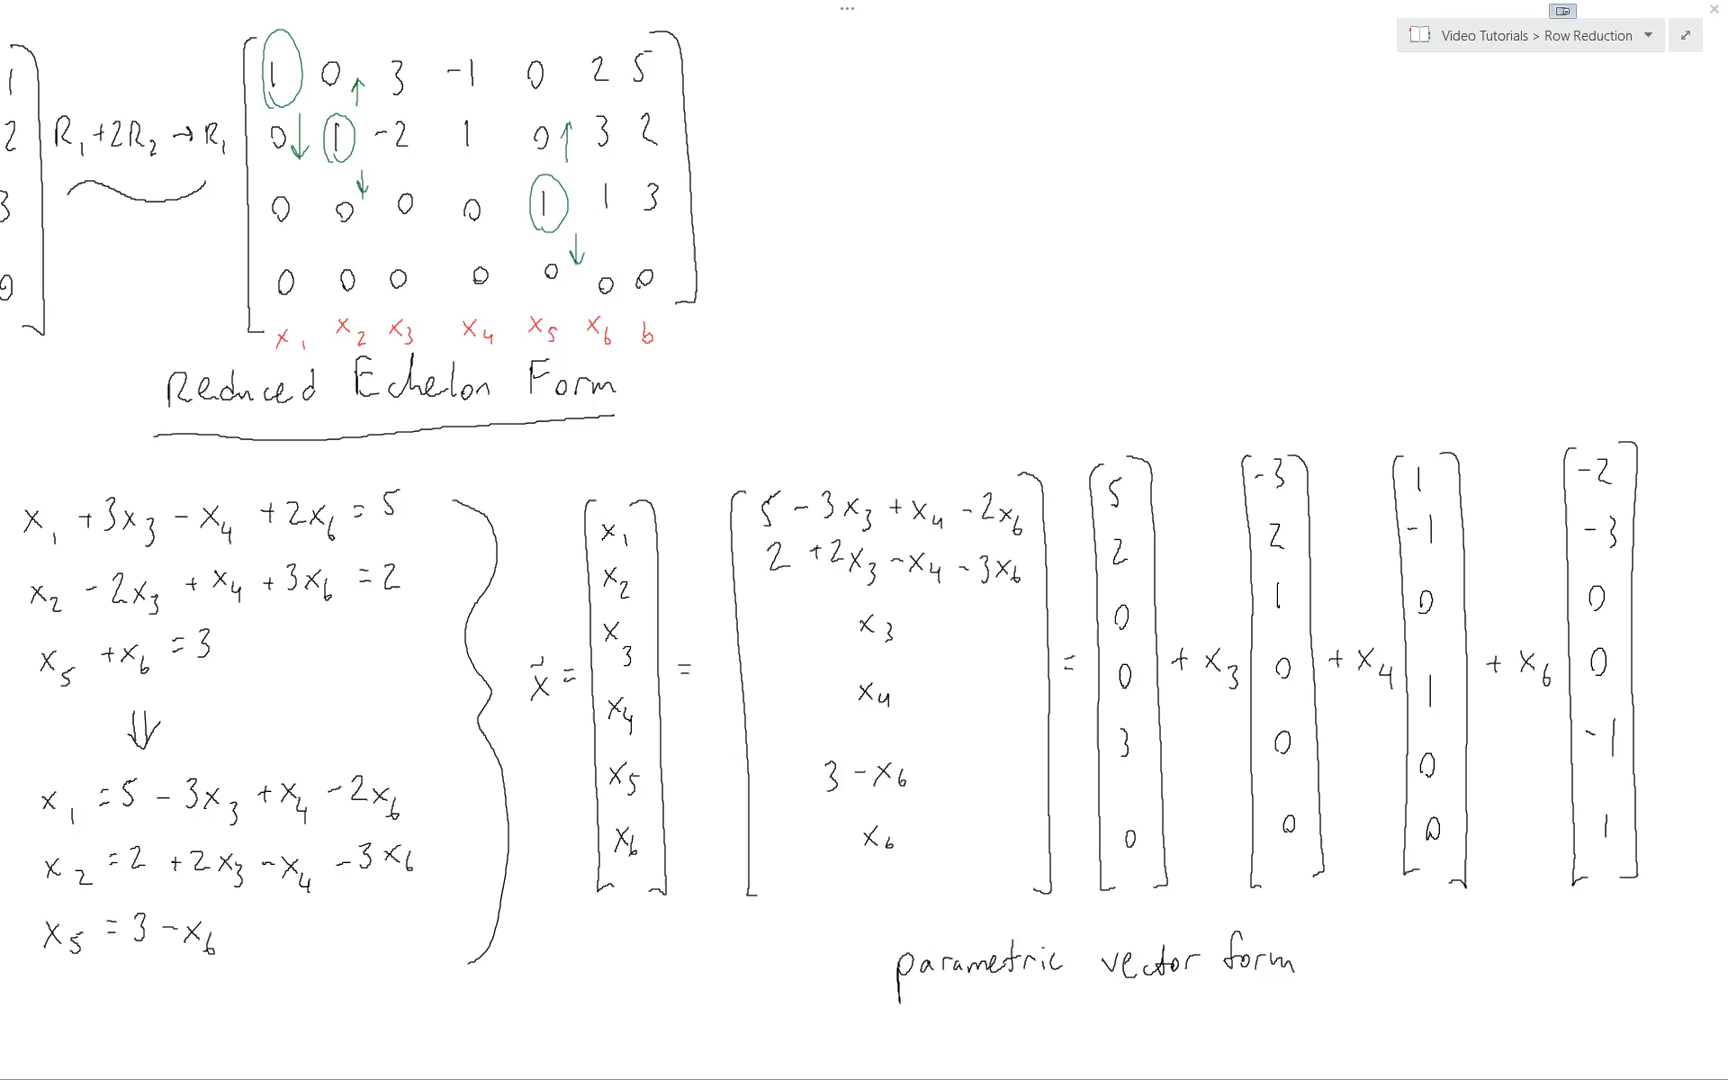 Video Tutorials > Row Reduction
1 1 0 3 -1 0 2 5
2 R₁ +2R₂ → R₁ 0 1 -2 1 0 3 2
3 0 0 0 0 1 1 3
0 0 0 0 0 0 0 0
x₁ x₂ x₃ x₄ x₅ x₆ b
Reduced Echelon Form
x₁ +3x₃ - x₄ +2x₆ = 5
x₂ - 2x₃ + x₄ + 3x₆ = 2
x₅ + x₆ = 3
⇓
x₁ = 5 - 3x₃ + x₄ - 2x₆
x₂ = 2 + 2x₃ - x₄ - 3x₆
x₅ = 3 - x₆
x₁ 5 - 3x₃ + x₄ - 2x₆ 5 -3 1 -2
x₂ 2 + 2x₃ - x₄ - 3x₆ 2 2 -1 -3
x₃ x₃ 0 1 0 0
x⃗ = = = + x₃ + x₄ + x₆
x₄ x₄ 0 0 1 0
x₅ 3 - x₆ 3 0 0 -1
x₆ x₆ 0 0 0 1
parametric vector form